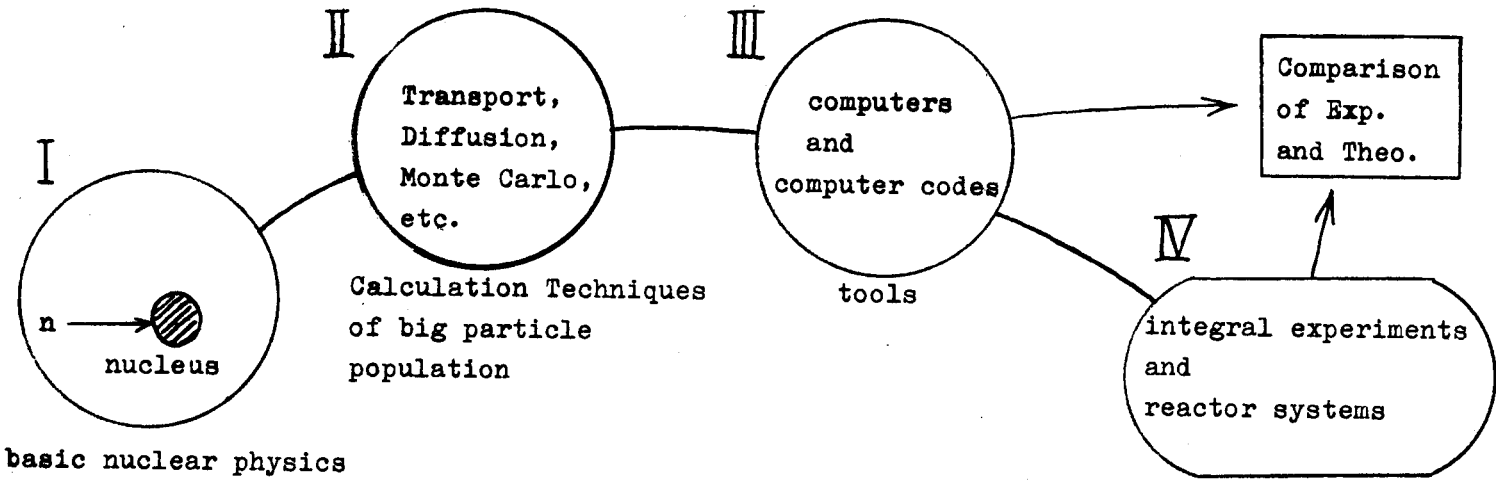 I
n
nucleus
basic nuclear physics
II
Transport,
Diffusion,
Monte Carlo,
etc.
Calculation Techniques
of big particle
population
III
computers
and
computer codes
tools
IV
integral experiments
and
reactor systems
Comparison
of Exp.
and Theo.